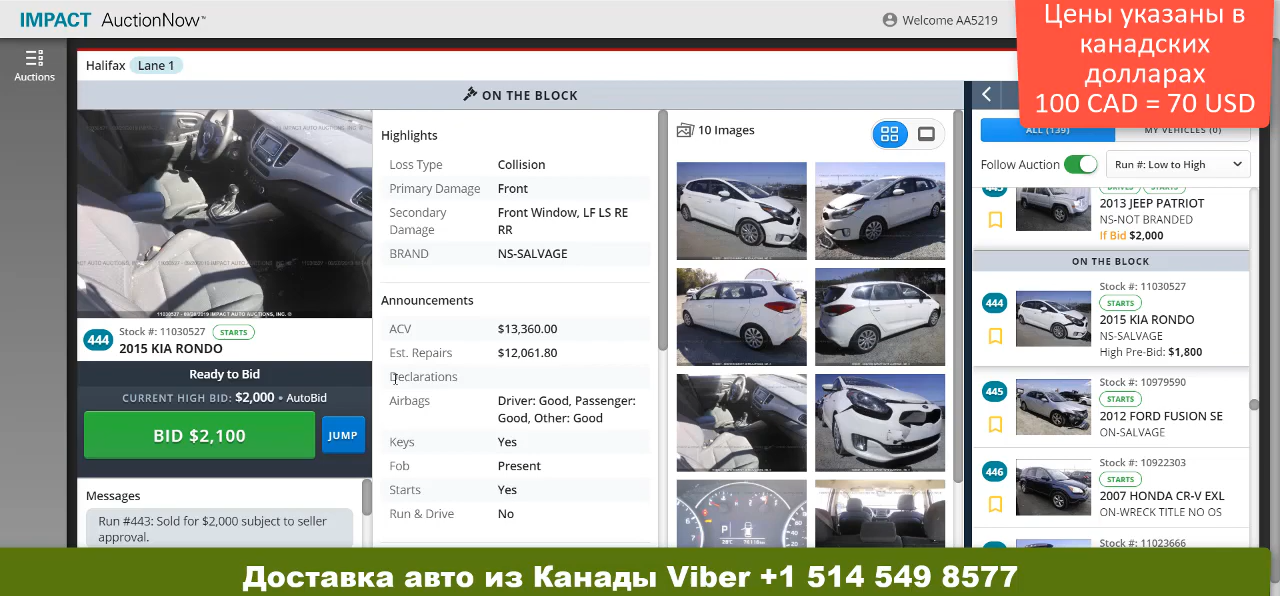 IMPACT AuctionNow™
Welcome AA5219
Цены указаны в
канадских
долларах
100 CAD = 70 USD
Auctions
Halifax Lane 1
ON THE BLOCK
Stock #: 11030527 STARTS
444
2015 KIA RONDO
Ready to Bid
CURRENT HIGH BID: $2,000 • AutoBid
BID $2,100
JUMP
Messages
Run #443: Sold for $2,000 subject to seller
approval.
Highlights
Loss Type Collision
Primary Damage Front
Secondary Damage Front Window, LF LS RE RR
BRAND NS-SALVAGE
Announcements
ACV $13,360.00
Est. Repairs $12,061.80
Declarations
Airbags Driver: Good, Passenger: Good, Other: Good
Keys Yes
Fob Present
Starts Yes
Run & Drive No
10 Images
ALL (139)
MY VEHICLES (0)
Follow Auction
Run #: Low to High
443
DRIVES STARTS
2013 JEEP PATRIOT
NS-NOT BRANDED
If Bid $2,000
ON THE BLOCK
444
Stock #: 11030527
STARTS
2015 KIA RONDO
NS-SALVAGE
High Pre-Bid: $1,800
445
Stock #: 10979590
STARTS
2012 FORD FUSION SE
ON-SALVAGE
446
Stock #: 10922303
STARTS
2007 HONDA CR-V EXL
ON-WRECK TITLE NO OS
Stock #: 11023666
Доставка авто из Канады Viber +1 514 549 8577